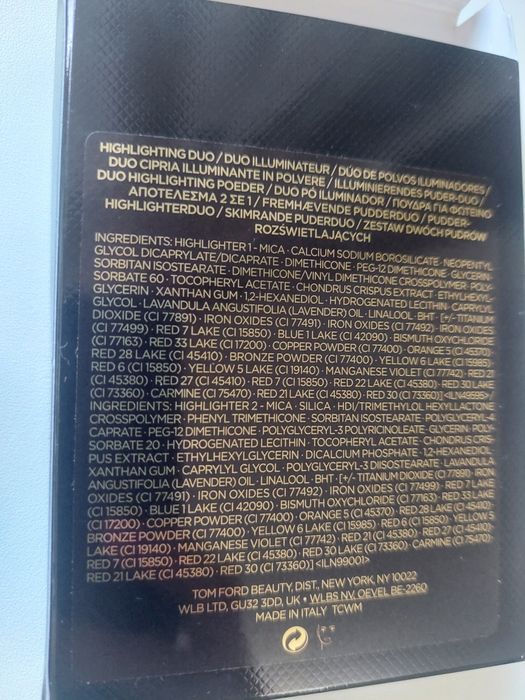 HIGHLIGHTING DUO / DUO ILLUMINATEUR / DÚO DE POLVOS ILUMINADORES /
DUO CIPRIA ILLUMINANTE IN POLVERE / ILLUMINIERENDES PUDER-DUO /
DUO HIGHLIGHTING POEDER / DUO PÓ ILUMINADOR / ΠΟΥΔΡΑ ΓΙΑ ΦΩΤΕΙΝΟ
ΑΠΟΤΕΛΕΣΜΑ 2 ΣΕ 1 / FREMHÆVENDE PUDDERDUO / PUDDER-
HIGHLIGHTERDUO / SKIMRANDE PUDERDUO / ZESTAW DWÓCH PUDRÓW
ROZŚWIETLAJĄCYCH
INGREDIENTS: HIGHLIGHTER 1 - MICA · CALCIUM SODIUM BOROSILICATE · NEOPENTYL
GLYCOL DICAPRYLATE/DICAPRATE · DIMETHICONE · PEG-12 DIMETHICONE · GLYCERIN ·
SORBITAN ISOSTEARATE · DIMETHICONE/VINYL DIMETHICONE CROSSPOLYMER · POLY-
SORBATE 60 · TOCOPHERYL ACETATE · CHONDRUS CRISPUS EXTRACT · ETHYLHEXYL-
GLYCERIN · XANTHAN GUM · 1,2-HEXANEDIOL · HYDROGENATED LECITHIN · CAPRYLYL
GLYCOL · LAVANDULA ANGUSTIFOLIA (LAVENDER) OIL · LINALOOL · BHT · [+/- TITANIUM
DIOXIDE (CI 77891) · IRON OXIDES (CI 77491) · IRON OXIDES (CI 77492) · IRON OXIDES
(CI 77499) · RED 7 LAKE (CI 15850) · BLUE 1 LAKE (CI 42090) · BISMUTH OXYCHLORIDE
(CI 77163) · RED 33 LAKE (CI 17200) · COPPER POWDER (CI 77400) · ORANGE 5 (CI 45370) ·
RED 28 LAKE (CI 45410) · BRONZE POWDER (CI 77400) · YELLOW 6 LAKE (CI 15985) ·
RED 6 (CI 15850) · YELLOW 5 LAKE (CI 19140) · MANGANESE VIOLET (CI 77742) · RED 21
(CI 45380) · RED 27 (CI 45410) · RED 7 (CI 15850) · RED 22 LAKE (CI 45380) · RED 30 LAKE
(CI 73360) · CARMINE (CI 75470) · RED 21 LAKE (CI 45380) · RED 30 (CI 73360)] <ILN49595>
INGREDIENTS: HIGHLIGHTER 2 - MICA · SILICA · HDI/TRIMETHYLOL HEXYLLACTONE
CROSSPOLYMER · PHENYL TRIMETHICONE · SORBITAN ISOSTEARATE · POLYGLYCERYL-4
CAPRATE · PEG-12 DIMETHICONE · POLYGLYCERYL-3 POLYRICINOLEATE · GLYCERIN · POLY-
SORBATE 20 · HYDROGENATED LECITHIN · TOCOPHERYL ACETATE · CHONDRUS CRIS-
PUS EXTRACT · ETHYLHEXYLGLYCERIN · DICALCIUM PHOSPHATE · 1,2-HEXANEDIOL ·
XANTHAN GUM · CAPRYLYL GLYCOL · POLYGLYCERYL-3 DIISOSTEARATE · LAVANDULA
ANGUSTIFOLIA (LAVENDER) OIL · LINALOOL · BHT · [+/- TITANIUM DIOXIDE (CI 77891) · IRON
OXIDES (CI 77491) · IRON OXIDES (CI 77492) · IRON OXIDES (CI 77499) · RED 7 LAKE
(CI 15850) · BLUE 1 LAKE (CI 42090) · BISMUTH OXYCHLORIDE (CI 77163) · RED 33 LAKE
(CI 17200) · COPPER POWDER (CI 77400) · ORANGE 5 (CI 45370) · RED 28 LAKE (CI 45410)
BRONZE POWDER (CI 77400) · YELLOW 6 LAKE (CI 15985) · RED 6 (CI 15850) · YELLOW 5
LAKE (CI 19140) · MANGANESE VIOLET (CI 77742) · RED 21 (CI 45380) · RED 27 (CI 45410)
RED 7 (CI 15850) · RED 22 LAKE (CI 45380) · RED 30 LAKE (CI 73360) · CARMINE (CI 75470) ·
RED 21 LAKE (CI 45380) · RED 30 (CI 73360)] <ILN99001>
TOM FORD BEAUTY, DIST. NEW YORK, NY 10022
WLB LTD, GU32 3DD, UK • WLBS NV, OEVEL BE-2260
MADE IN ITALY TCWM